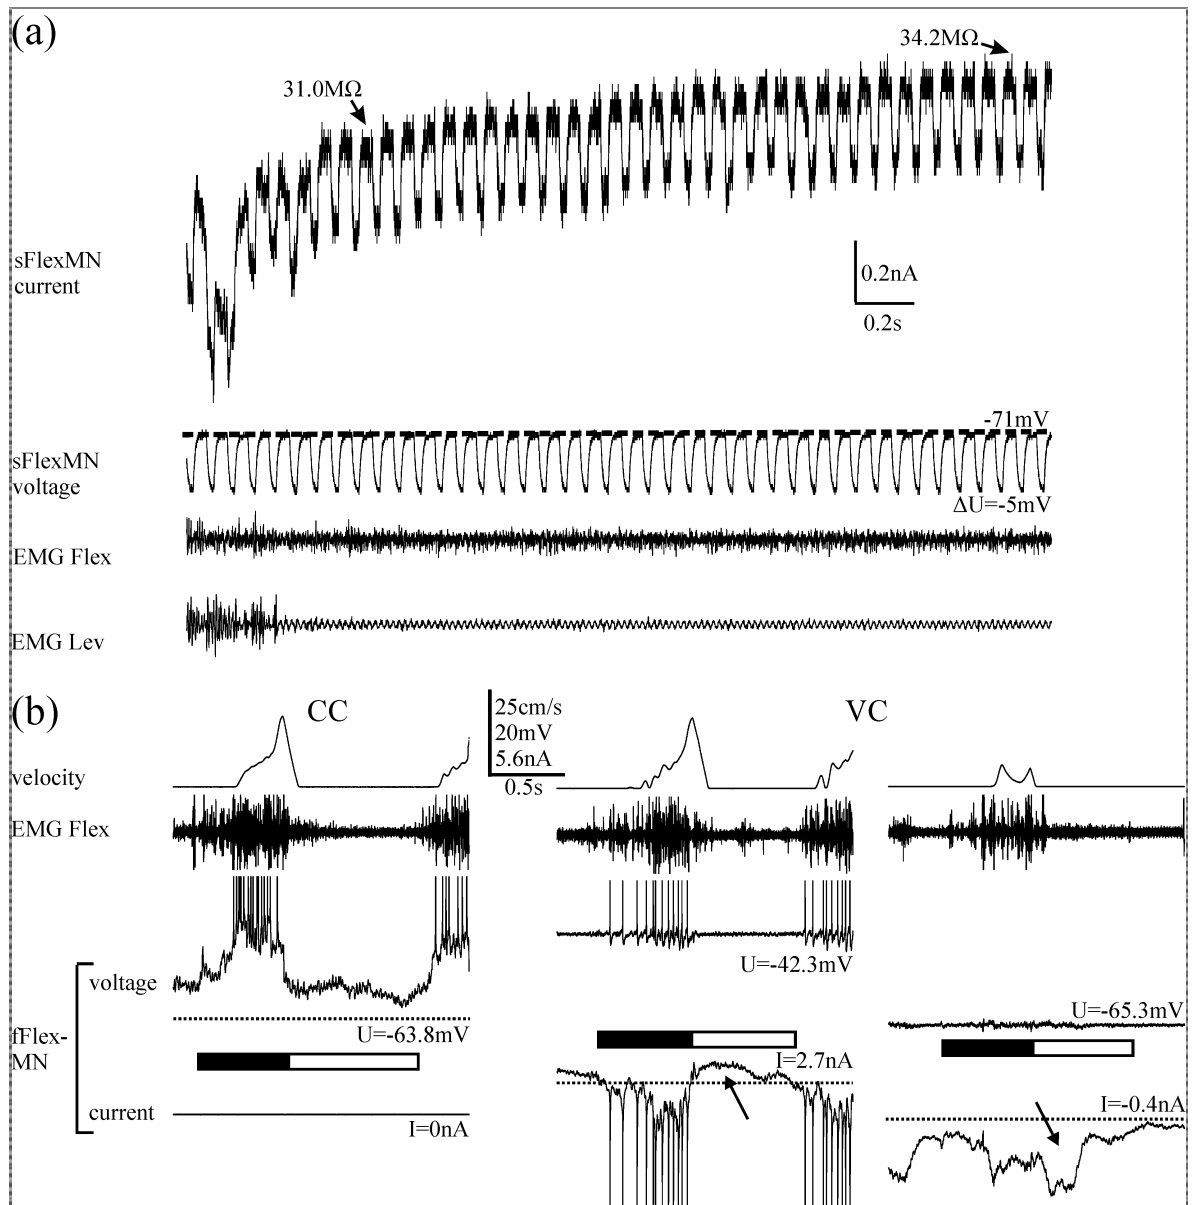 (a)
34.2MΩ
31.0MΩ
sFlexMN
current
0.2nA
0.2s
-71mV
sFlexMN
voltage
ΔU=-5mV
EMG Flex
EMG Lev
(b)
CC
25cm/s
20mV
5.6nA
0.5s
VC
velocity
EMG Flex
voltage
U=-42.3mV
U=-63.8mV
U=-65.3mV
fFlex-
MN
I=2.7nA
current
I=0nA
I=-0.4nA